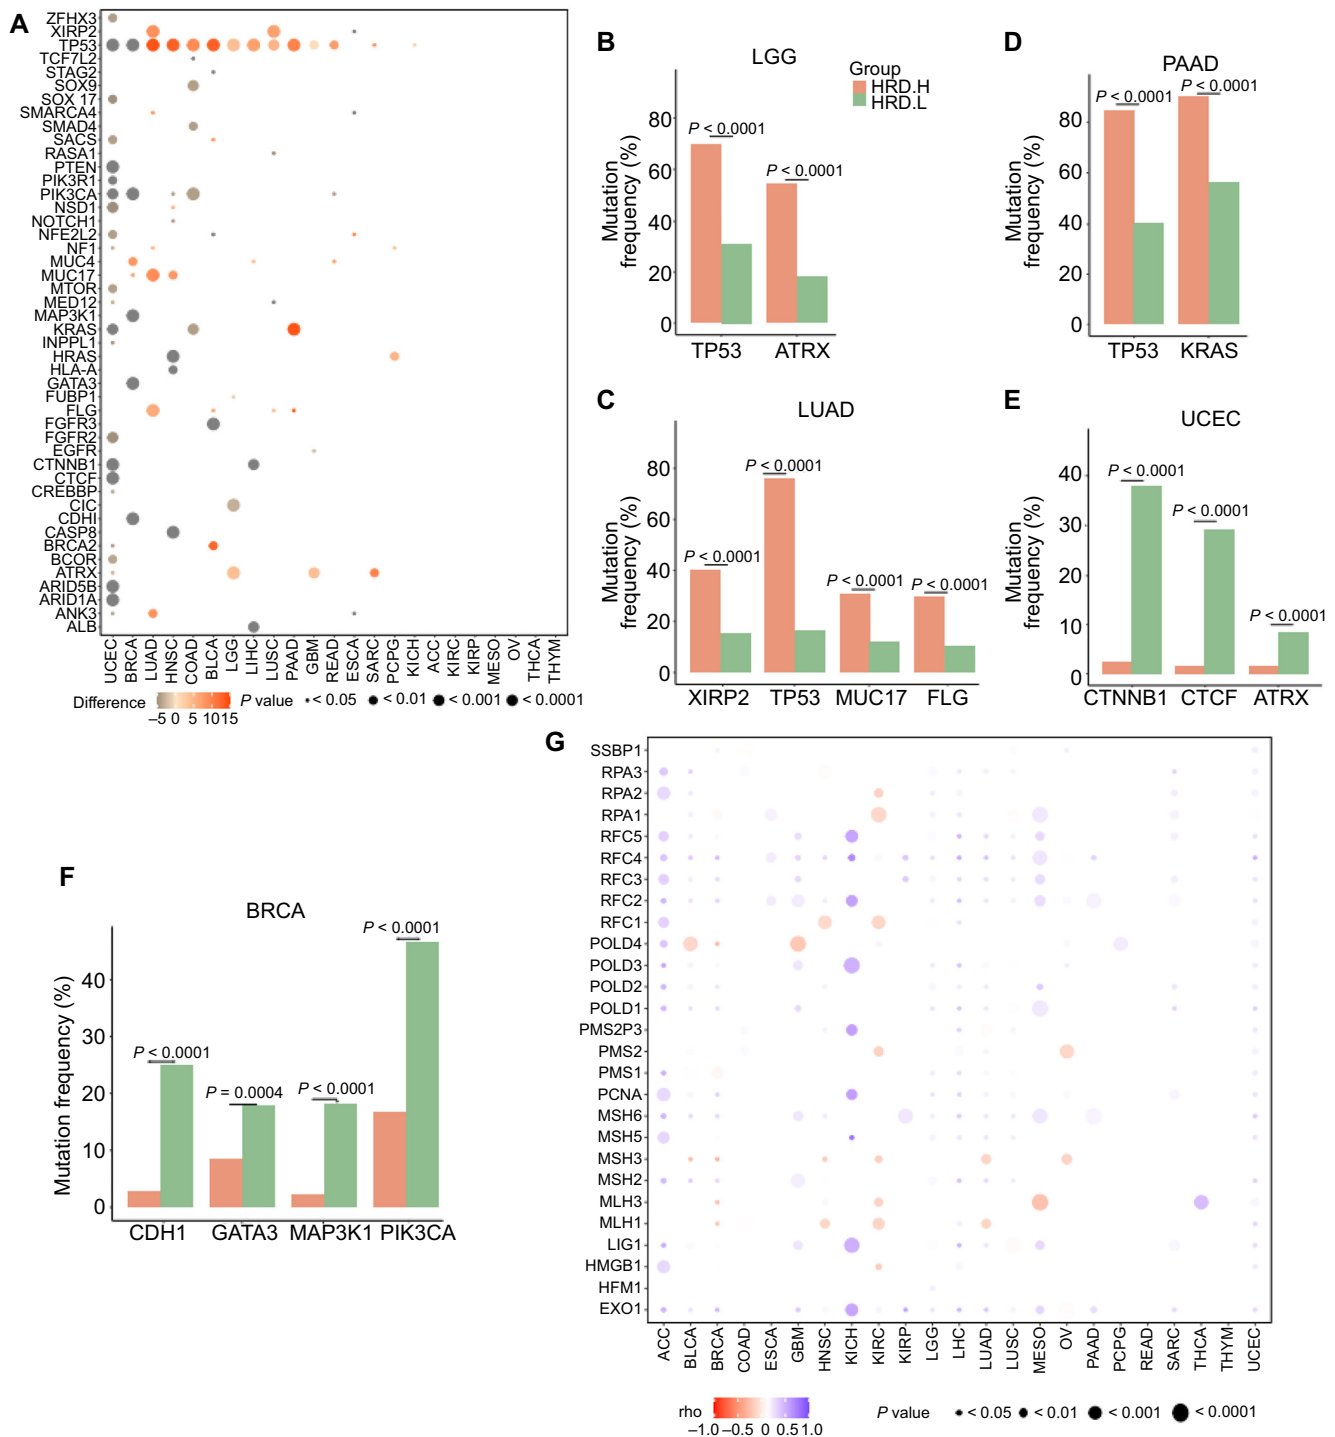 A
ZFHX3
XIRP2
TP53
TCF7L2
STAG2
SOX9
SOX 17
SMARCA4
SMAD4
SACS
RASA1
PTEN
PIK3R1
PIK3CA
NSD1
NOTCH1
NFE2L2
NF1
MUC4
MUC17
MTOR
MED12
MAP3K1
KRAS
INPPL1
HRAS
HLA-A
GATA3
FUBP1
FLG
FGFR3
FGFR2
EGFR
CTNNB1
CTCF
CREBBP
CIC
CDHI
CASP8
BRCA2
BCOR
ATRX
ARID5B
ARID1A
ANK3
ALB
UCEC BRCA LUAD HNSC COAD BLCA LGG LIHC LUSC PAAD GBM READ ESCA SARC PCPG KICH ACC KIRC KIRP MESO OV THCA THYM
Difference P value < 0.05 < 0.01 < 0.001 < 0.0001
–5 0 5 1015
B
LGG
Group
HRD.H
HRD.L
Mutation
frequency (%)
80
60
40
20
0
P < 0.0001
P < 0.0001
TP53 ATRX
D
PAAD
Mutation
frequency (%)
80
60
40
20
0
P < 0.0001
P < 0.0001
TP53 KRAS
C
LUAD
Mutation
frequency (%)
80
60
40
20
0
P < 0.0001
P < 0.0001
P < 0.0001
P < 0.0001
XIRP2 TP53 MUC17 FLG
E
UCEC
Mutation
frequency (%)
40
30
20
10
0
P < 0.0001
P < 0.0001
P < 0.0001
CTNNB1 CTCF ATRX
F
BRCA
Mutation frequency (%)
40
30
20
10
0
P < 0.0001
P = 0.0004
P < 0.0001
P < 0.0001
CDH1 GATA3 MAP3K1 PIK3CA
G
SSBP1
RPA3
RPA2
RPA1
RFC5
RFC4
RFC3
RFC2
RFC1
POLD4
POLD3
POLD2
POLD1
PMS2P3
PMS2
PMS1
PCNA
MSH6
MSH5
MSH3
MSH2
MLH3
MLH1
LIG1
HMGB1
HFM1
EXO1
ACC BLCA BRCA COAD ESCA GBM HNSC KICH KIRC KIRP LGG LHC LUAD LUSC MESO OV PAAD PCPG READ SARC THCA THYM UCEC
rho P value < 0.05 < 0.01 < 0.001 < 0.0001
–1.0 –0.5 0 0.51.0